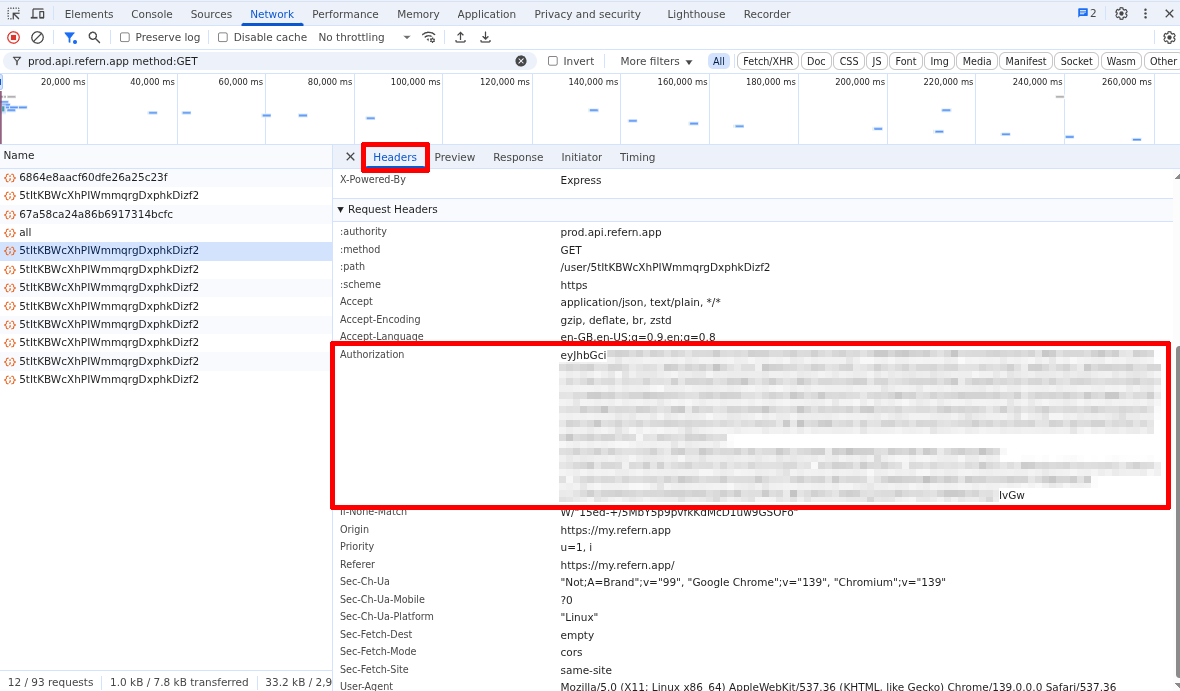 Elements Console Sources Network Performance Memory Application Privacy and security Lighthouse Recorder 2
Preserve log Disable cache No throttling
prod.api.refern.app method:GET Invert More filters All Fetch/XHR Doc CSS JS Font Img Media Manifest Socket Wasm Other
20,000 ms 40,000 ms 60,000 ms 80,000 ms 100,000 ms 120,000 ms 140,000 ms 160,000 ms 180,000 ms 200,000 ms 220,000 ms 240,000 ms 260,000 ms
Name
6864e8aacf60dfe26a25c23f
5tItKBWcXhPIWmmqrgDxphkDizf2
67a58ca24a86b6917314bcfc
all
5tItKBWcXhPIWmmqrgDxphkDizf2
5tItKBWcXhPIWmmqrgDxphkDizf2
5tItKBWcXhPIWmmqrgDxphkDizf2
5tItKBWcXhPIWmmqrgDxphkDizf2
5tItKBWcXhPIWmmqrgDxphkDizf2
5tItKBWcXhPIWmmqrgDxphkDizf2
5tItKBWcXhPIWmmqrgDxphkDizf2
5tItKBWcXhPIWmmqrgDxphkDizf2
12 / 93 requests 1.0 kB / 7.8 kB transferred 33.2 kB / 2,9
Headers Preview Response Initiator Timing
X-Powered-By Express
Request Headers
:authority prod.api.refern.app
:method GET
:path /user/5tItKBWcXhPIWmmqrgDxphkDizf2
:scheme https
Accept application/json, text/plain, */*
Accept-Encoding gzip, deflate, br, zstd
Accept-Language en-GB,en-US;q=0.9,en;q=0.8
Authorization eyJhbGci
IvGw
If-None-Match W/"15ed-+/5MbY5p9pvfkKdMcD1uw9GSOFo"
Origin https://my.refern.app
Priority u=1, i
Referer https://my.refern.app/
Sec-Ch-Ua "Not;A=Brand";v="99", "Google Chrome";v="139", "Chromium";v="139"
Sec-Ch-Ua-Mobile ?0
Sec-Ch-Ua-Platform "Linux"
Sec-Fetch-Dest empty
Sec-Fetch-Mode cors
Sec-Fetch-Site same-site
User-Agent Mozilla/5.0 (X11; Linux x86_64) AppleWebKit/537.36 (KHTML, like Gecko) Chrome/139.0.0.0 Safari/537.36